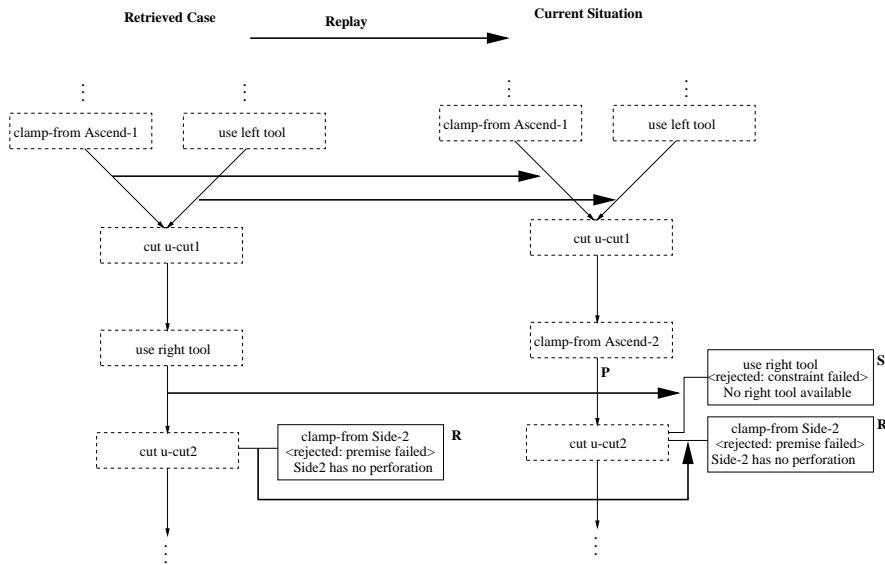 Retrieved Case
Replay
Current Situation
clamp-from Ascend-1
use left tool
clamp-from Ascend-1
use left tool
cut u-cut1
cut u-cut1
use right tool
clamp-from Ascend-2
P
use right tool
<rejected: constraint failed>
No right tool available
S
cut u-cut2
clamp-from Side-2
<rejected: premise failed>
Side2 has no perforation
R
cut u-cut2
clamp-from Side-2
<rejected: premise failed>
Side-2 has no perforation
R